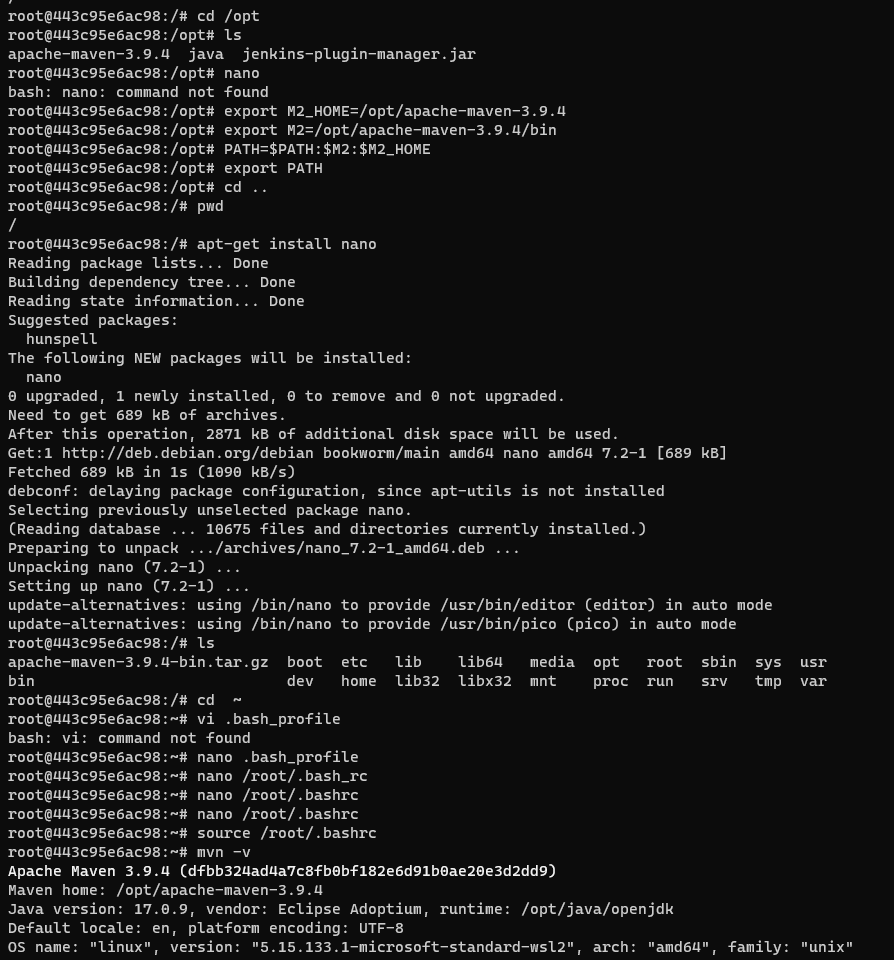 root@443c95e6ac98:/# cd /opt
root@443c95e6ac98:/opt# ls
apache-maven-3.9.4  java  jenkins-plugin-manager.jar
root@443c95e6ac98:/opt# nano
bash: nano: command not found
root@443c95e6ac98:/opt# export M2_HOME=/opt/apache-maven-3.9.4
root@443c95e6ac98:/opt# export M2=/opt/apache-maven-3.9.4/bin
root@443c95e6ac98:/opt# PATH=$PATH:$M2:$M2_HOME
root@443c95e6ac98:/opt# export PATH
root@443c95e6ac98:/opt# cd ..
root@443c95e6ac98:/# pwd
/
root@443c95e6ac98:/# apt-get install nano
Reading package lists... Done
Building dependency tree... Done
Reading state information... Done
Suggested packages:
  hunspell
The following NEW packages will be installed:
  nano
0 upgraded, 1 newly installed, 0 to remove and 0 not upgraded.
Need to get 689 kB of archives.
After this operation, 2871 kB of additional disk space will be used.
Get:1 http://deb.debian.org/debian bookworm/main amd64 nano amd64 7.2-1 [689 kB]
Fetched 689 kB in 1s (1090 kB/s)
debconf: delaying package configuration, since apt-utils is not installed
Selecting previously unselected package nano.
(Reading database ... 10675 files and directories currently installed.)
Preparing to unpack .../archives/nano_7.2-1_amd64.deb ...
Unpacking nano (7.2-1) ...
Setting up nano (7.2-1) ...
update-alternatives: using /bin/nano to provide /usr/bin/editor (editor) in auto mode
update-alternatives: using /bin/nano to provide /usr/bin/pico (pico) in auto mode
root@443c95e6ac98:/# ls
apache-maven-3.9.4-bin.tar.gz  boot  etc   lib    lib64   media  opt   root  sbin  sys  usr
bin                            dev   home  lib32  libx32  mnt    proc  run   srv   tmp  var
root@443c95e6ac98:/# cd  ~
root@443c95e6ac98:~# vi .bash_profile
bash: vi: command not found
root@443c95e6ac98:~# nano .bash_profile
root@443c95e6ac98:~# nano /root/.bash_rc
root@443c95e6ac98:~# nano /root/.bashrc
root@443c95e6ac98:~# nano /root/.bashrc
root@443c95e6ac98:~# source /root/.bashrc
root@443c95e6ac98:~# mvn -v
Apache Maven 3.9.4 (dfbb324ad4a7c8fb0bf182e6d91b0ae20e3d2dd9)
Maven home: /opt/apache-maven-3.9.4
Java version: 17.0.9, vendor: Eclipse Adoptium, runtime: /opt/java/openjdk
Default locale: en, platform encoding: UTF-8
OS name: "linux", version: "5.15.133.1-microsoft-standard-wsl2", arch: "amd64", family: "unix"